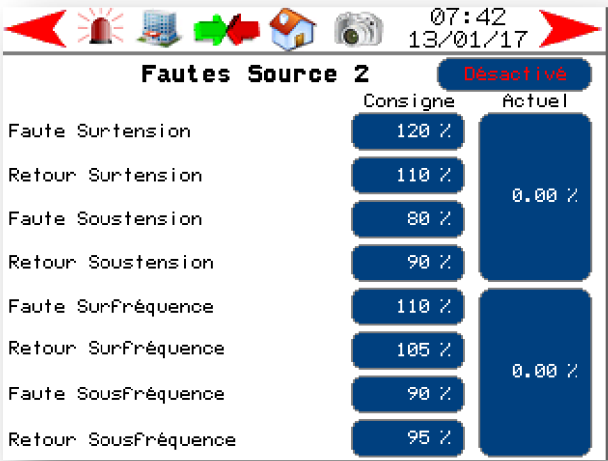 07:42
13/01/17
Fautes Source 2 Désactivé
Consigne Actuel
Faute Surtension 120 %
Retour Surtension 110 %
0.00 %
Faute Soustension 80 %
Retour Soustension 90 %
Faute Surfréquence 110 %
Retour Surfréquence 105 %
0.00 %
Faute Sousfréquence 90 %
Retour Sousfréquence 95 %